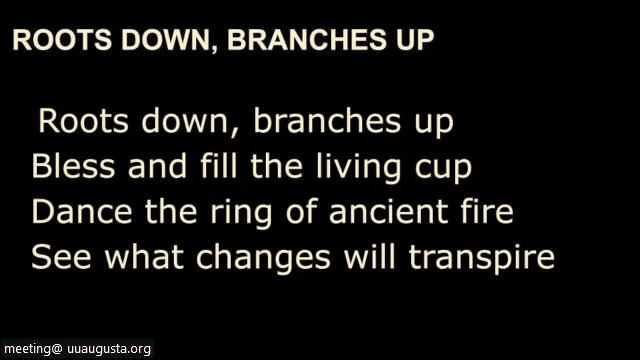 ROOTS DOWN, BRANCHES UP
Roots down, branches up
Bless and fill the living cup
Dance the ring of ancient fire
See what changes will transpire
meeting@ uuaugusta.org